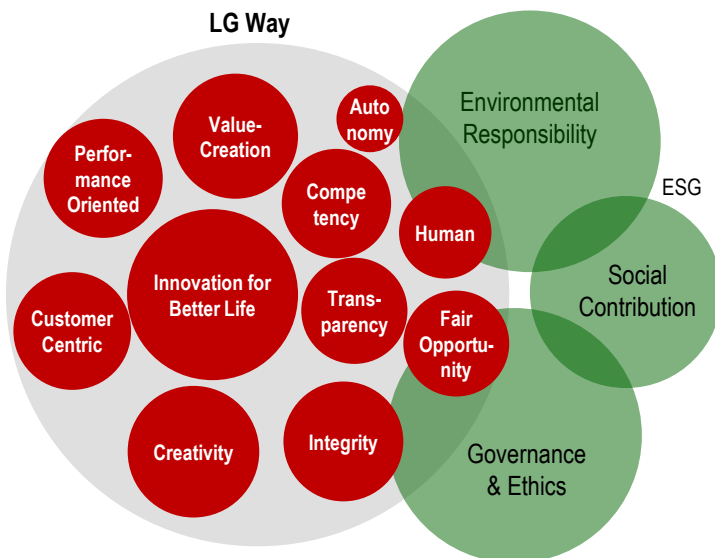 LG Way
Auto
nomy
Environmental
Responsibility
Value-
Creation
Perfor-
mance
Oriented
Compe
tency
ESG
Human
Innovation for
Better Life
Trans-
parency
Social
Contribution
Customer
Centric
Fair
Opportu-
nity
Creativity
Integrity
Governance
& Ethics